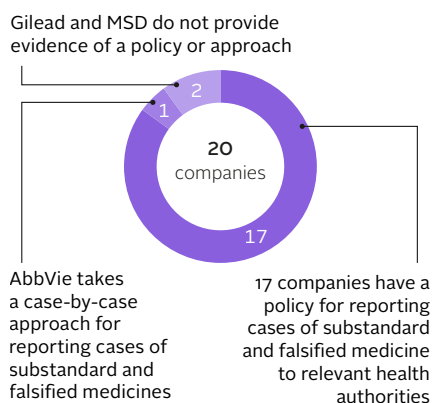 Gilead and MSD do not provide
evidence of a policy or approach
2
1
20
companies
17
AbbVie takes
a case-by-case
approach for
reporting cases of
substandard and
falsified medicines
17 companies have a
policy for reporting
cases of substandard
and falsified medicine
to relevant health
authorities